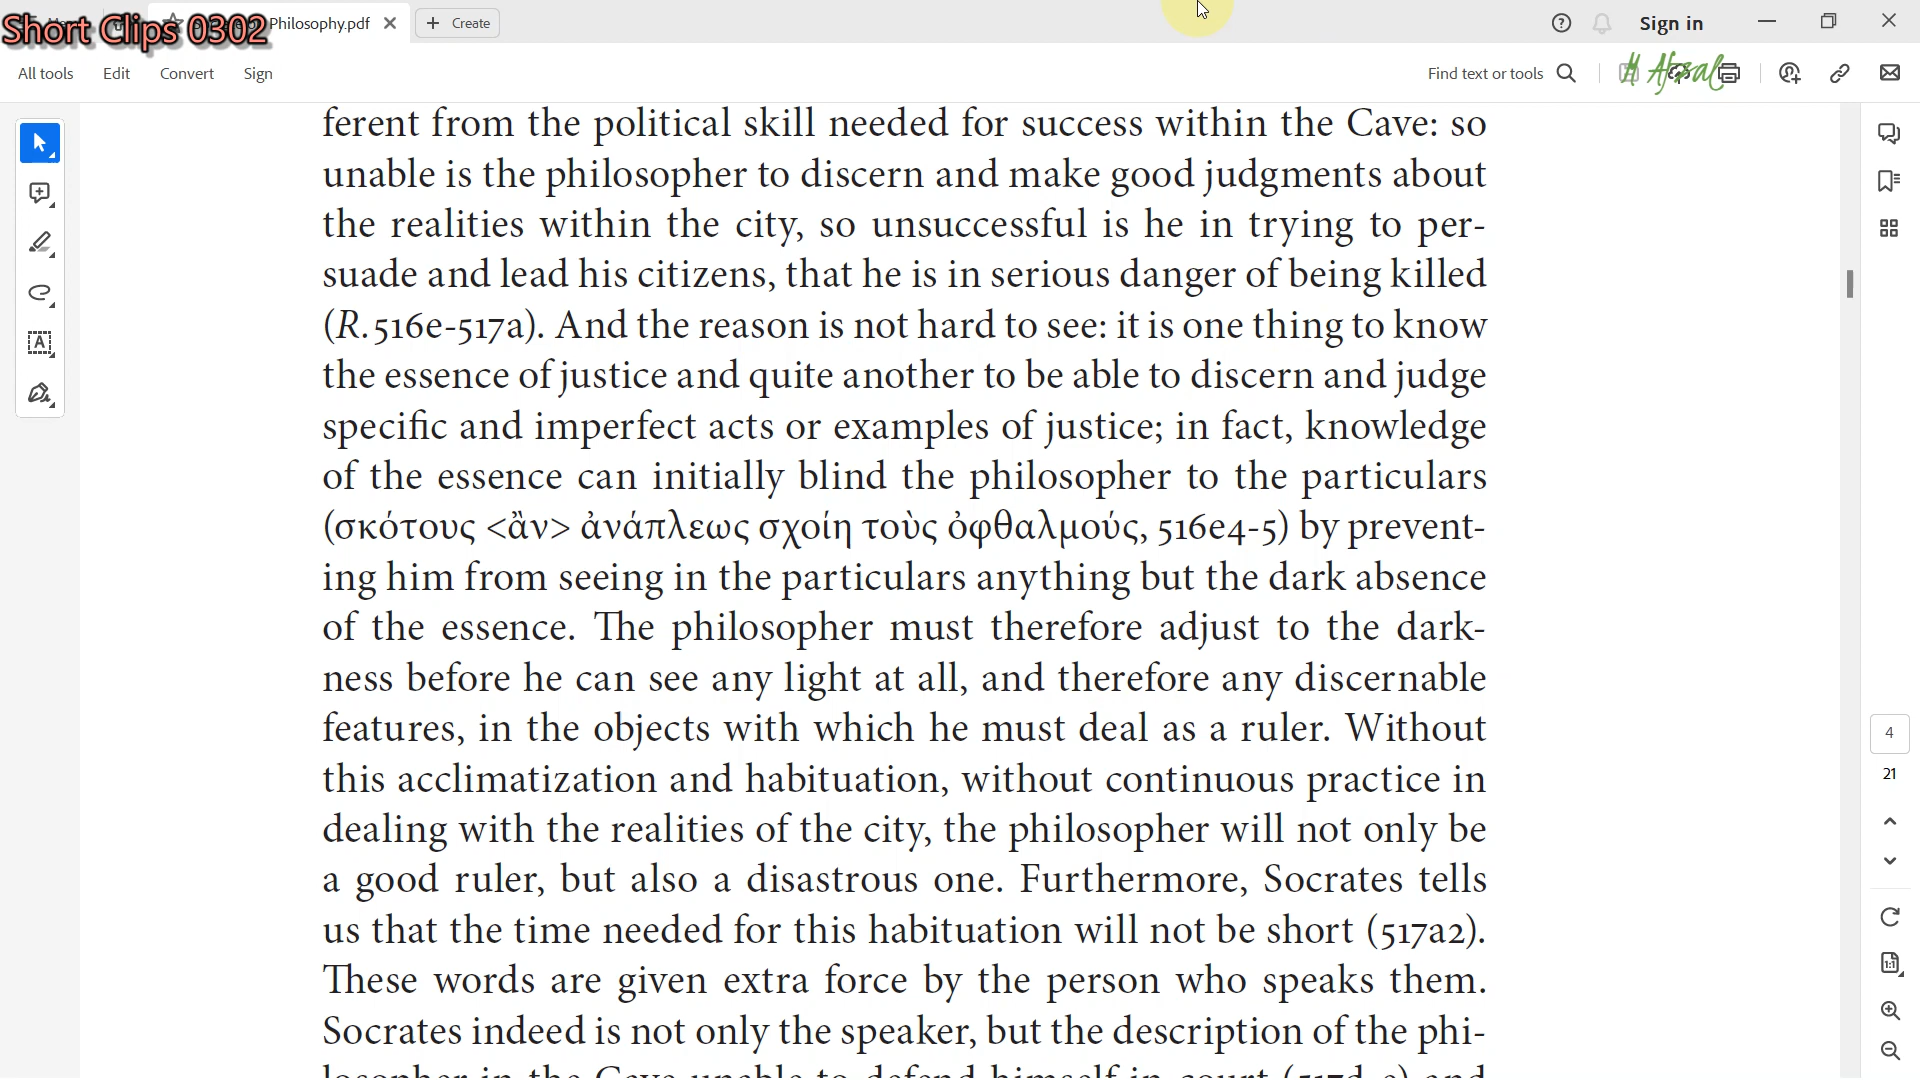 Short Clips 0302
Philosophy.pdf
Create
Sign in
All tools
Edit
Convert
Sign
Find text or tools
M Afzal
ferent from the political skill needed for success within the Cave: so
unable is the philosopher to discern and make good judgments about
the realities within the city, so unsuccessful is he in trying to per-
suade and lead his citizens, that he is in serious danger of being killed
(R. 516e-517a). And the reason is not hard to see: it is one thing to know
the essence of justice and quite another to be able to discern and judge
specific and imperfect acts or examples of justice; in fact, knowledge
of the essence can initially blind the philosopher to the particulars
(σκότους <ἂν> ἀνάπλεως σχοίη τοὺς ὀφθαλμούς, 516e4-5) by prevent-
ing him from seeing in the particulars anything but the dark absence
of the essence. The philosopher must therefore adjust to the dark-
ness before he can see any light at all, and therefore any discernable
features, in the objects with which he must deal as a ruler. Without
this acclimatization and habituation, without continuous practice in
dealing with the realities of the city, the philosopher will not only be
a good ruler, but also a disastrous one. Furthermore, Socrates tells
us that the time needed for this habituation will not be short (517a2).
These words are given extra force by the person who speaks them.
Socrates indeed is not only the speaker, but the description of the phi-
4
21